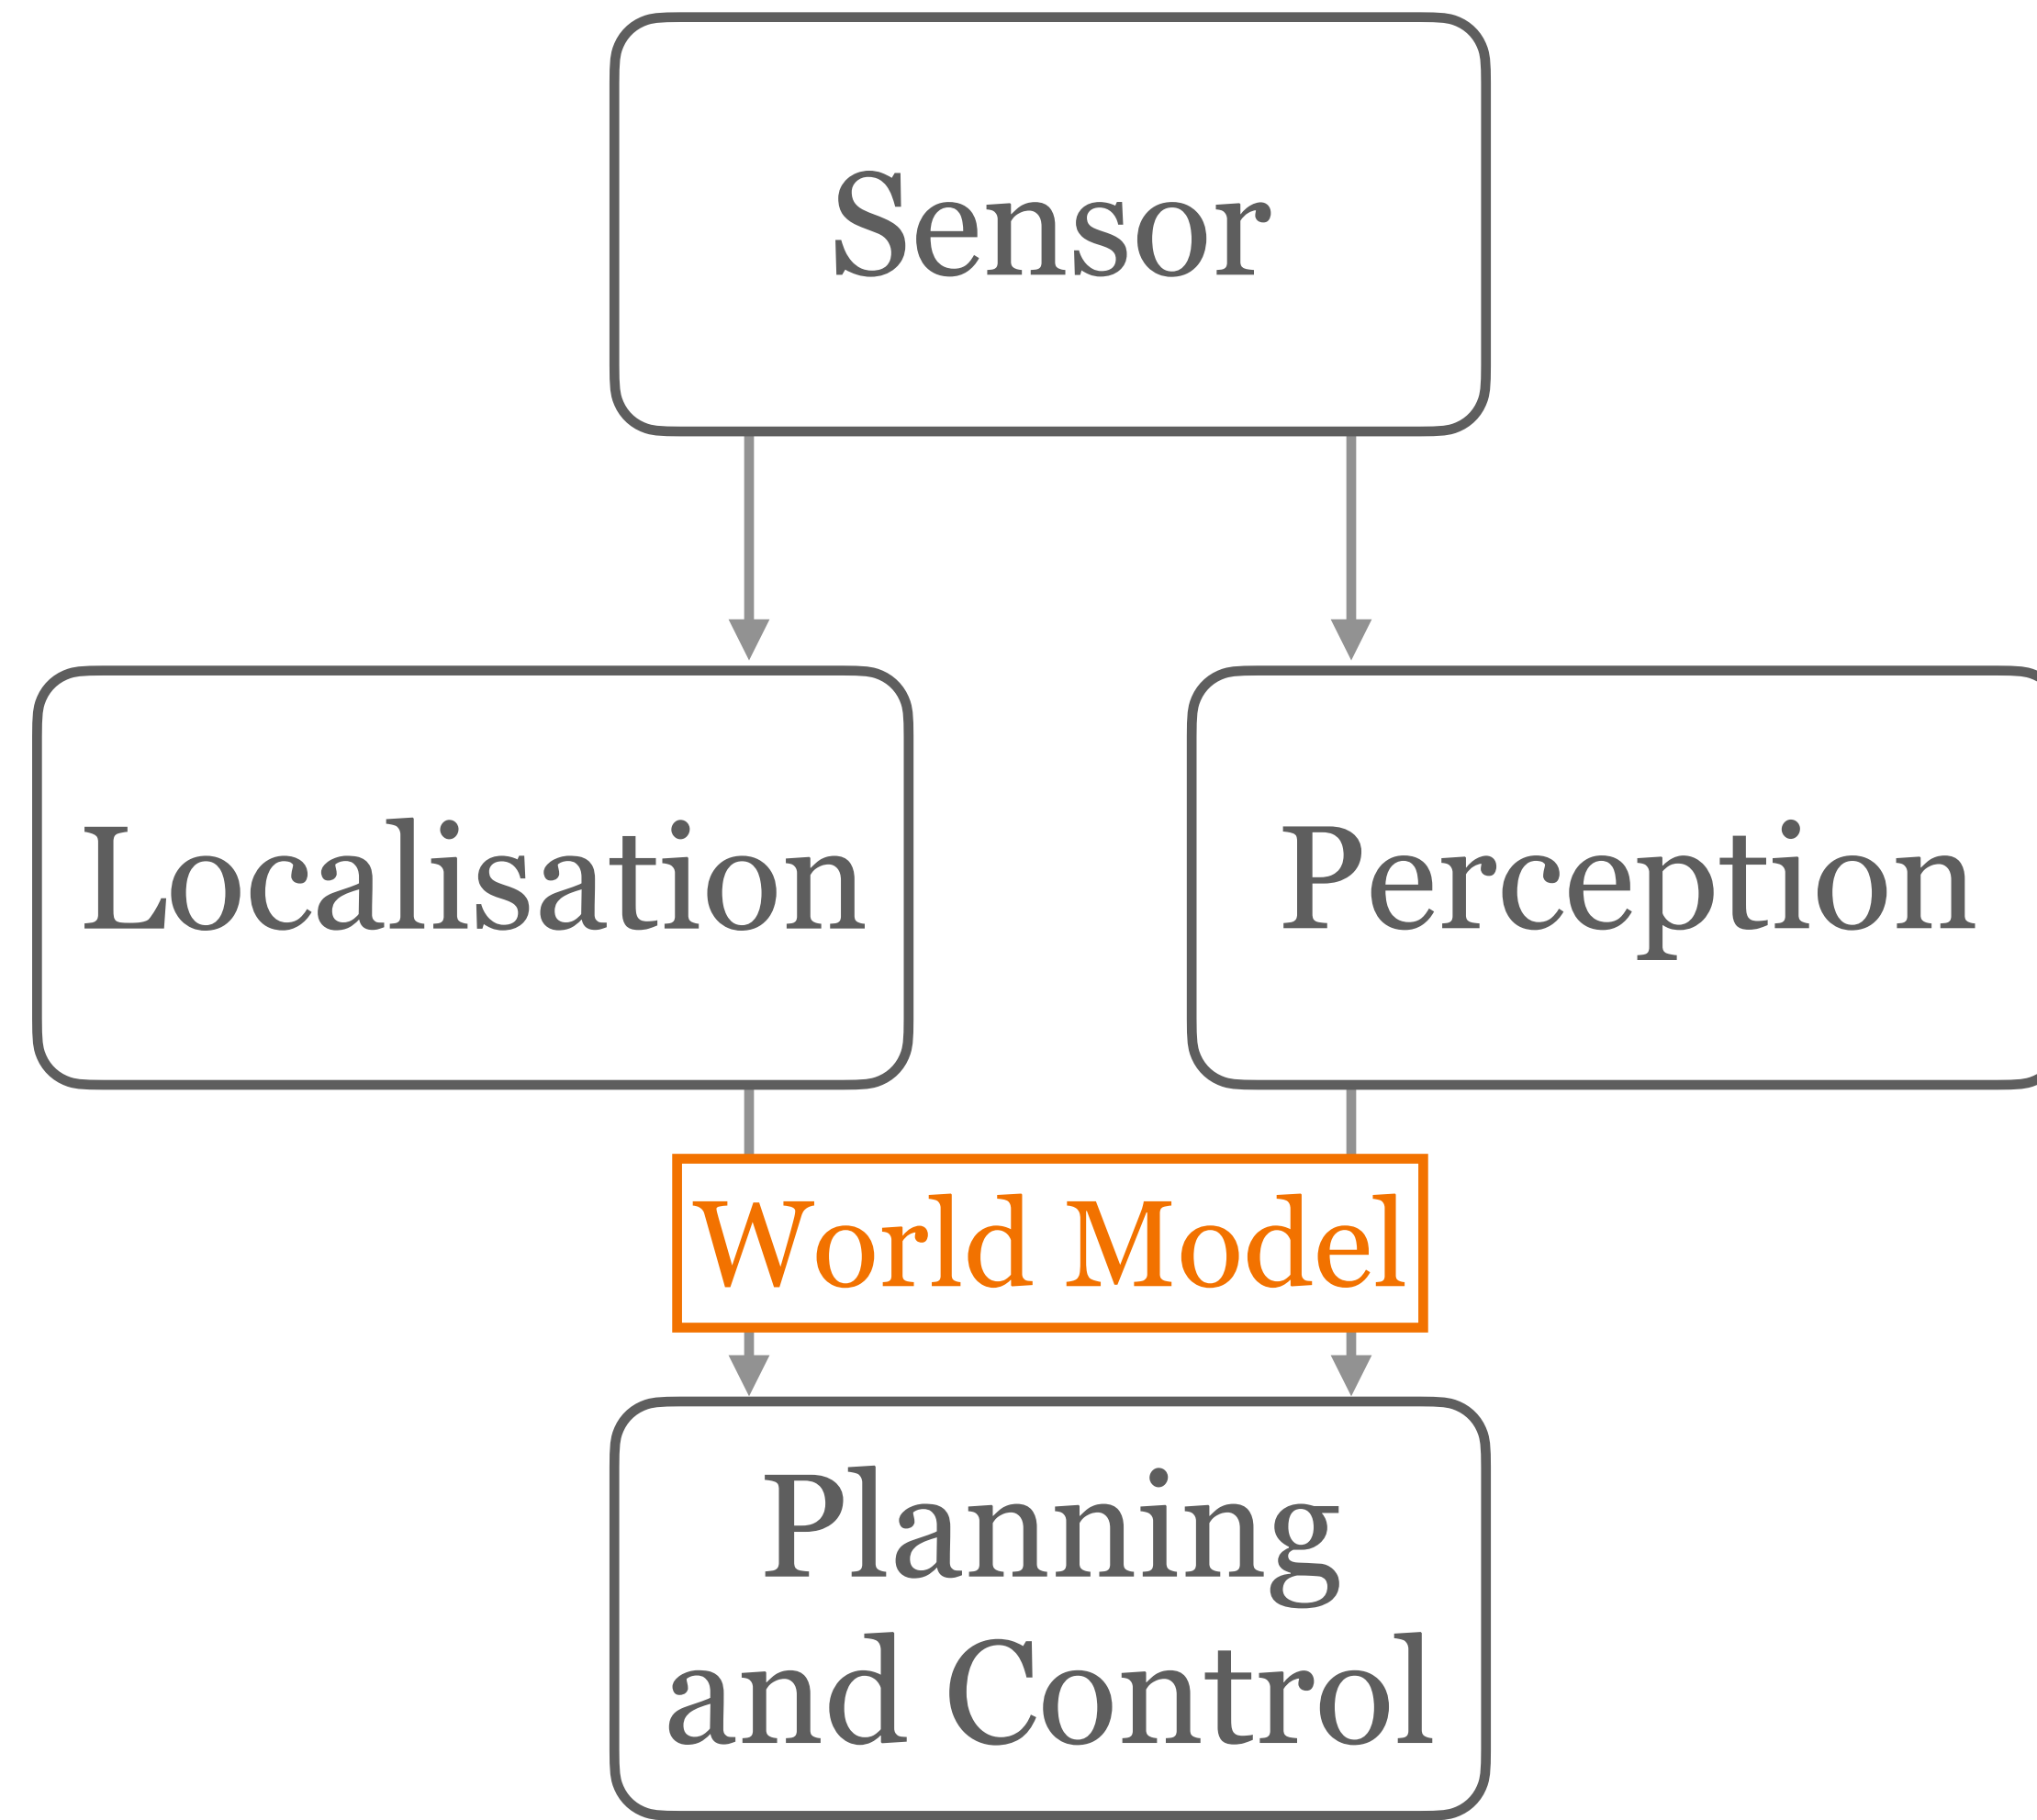 Sensor
Localisation
Perception
World Model
Planning
and Control